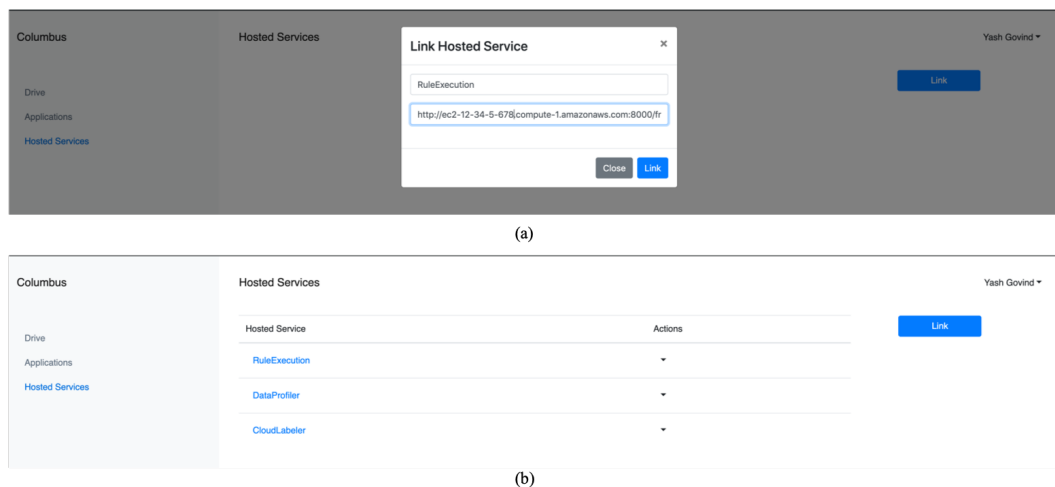 Columbus
Hosted Services
Link Hosted Service
×
Yash Govind
RuleExecution
Link
http://ec2-12-34-5-678.compute-1.amazonaws.com:8000/fr
Drive
Applications
Hosted Services
Close
Link
(a)
Columbus
Hosted Services
Yash Govind
Hosted Service
Actions
Link
Drive
RuleExecution
Applications
Hosted Services
DataProfiler
CloudLabeler
(b)